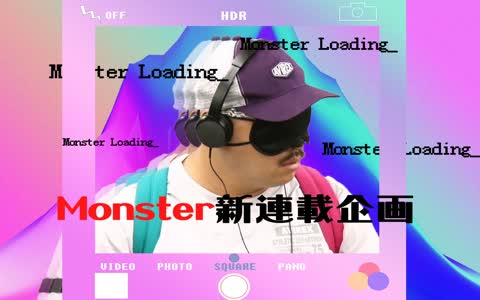 OFF
HDR
Monster Loading_
Monster Loading_
Monster Loading_
Monster Loading_
Monster新連載企画
VIDEO PHOTO SQUARE PANO